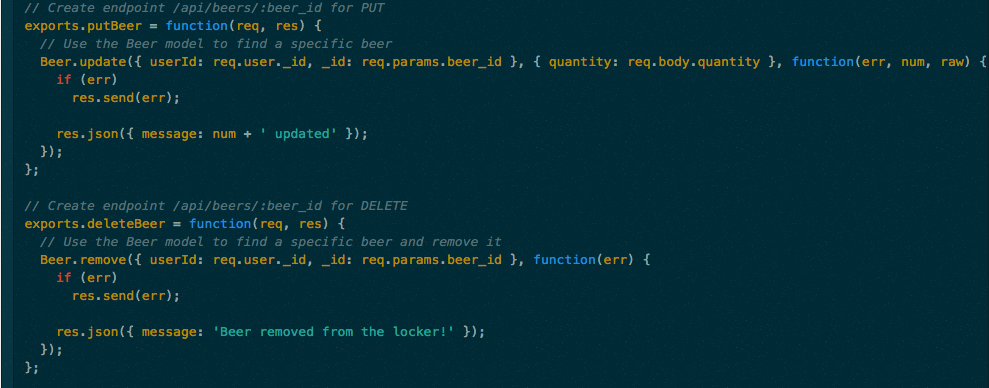 // Create endpoint /api/beers/:beer_id for PUT
exports.putBeer = function(req, res) {
  // Use the Beer model to find a specific beer
  Beer.update({ userId: req.user._id, _id: req.params.beer_id }, { quantity: req.body.quantity }, function(err, num, raw) {
    if (err)
      res.send(err);

    res.json({ message: num + ' updated' });
  });
};

// Create endpoint /api/beers/:beer_id for DELETE
exports.deleteBeer = function(req, res) {
  // Use the Beer model to find a specific beer and remove it
  Beer.remove({ userId: req.user._id, _id: req.params.beer_id }, function(err) {
    if (err)
      res.send(err);

    res.json({ message: 'Beer removed from the locker!' });
  });
};